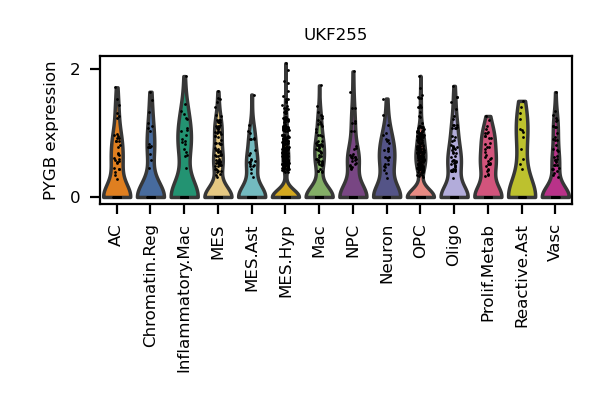 UKF255
PYGB expression
2
0
AC
Chromatin.Reg
Inflammatory.Mac
MES
MES.Ast
MES.Hyp
Mac
NPC
Neuron
OPC
Oligo
Prolif.Metab
Reactive.Ast
Vasc